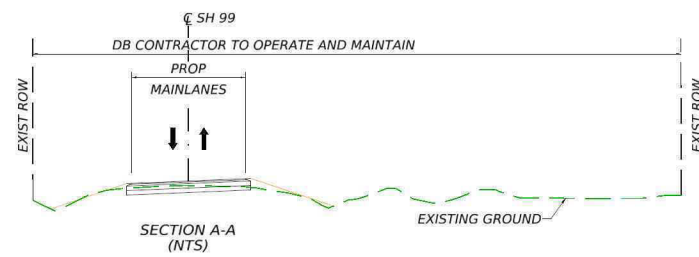 ℄ SH 99
DB CONTRACTOR TO OPERATE AND MAINTAIN
PROP
MAINLANES
EXIST ROW
EXIST ROW
EXISTING GROUND
SECTION A-A
(NTS)